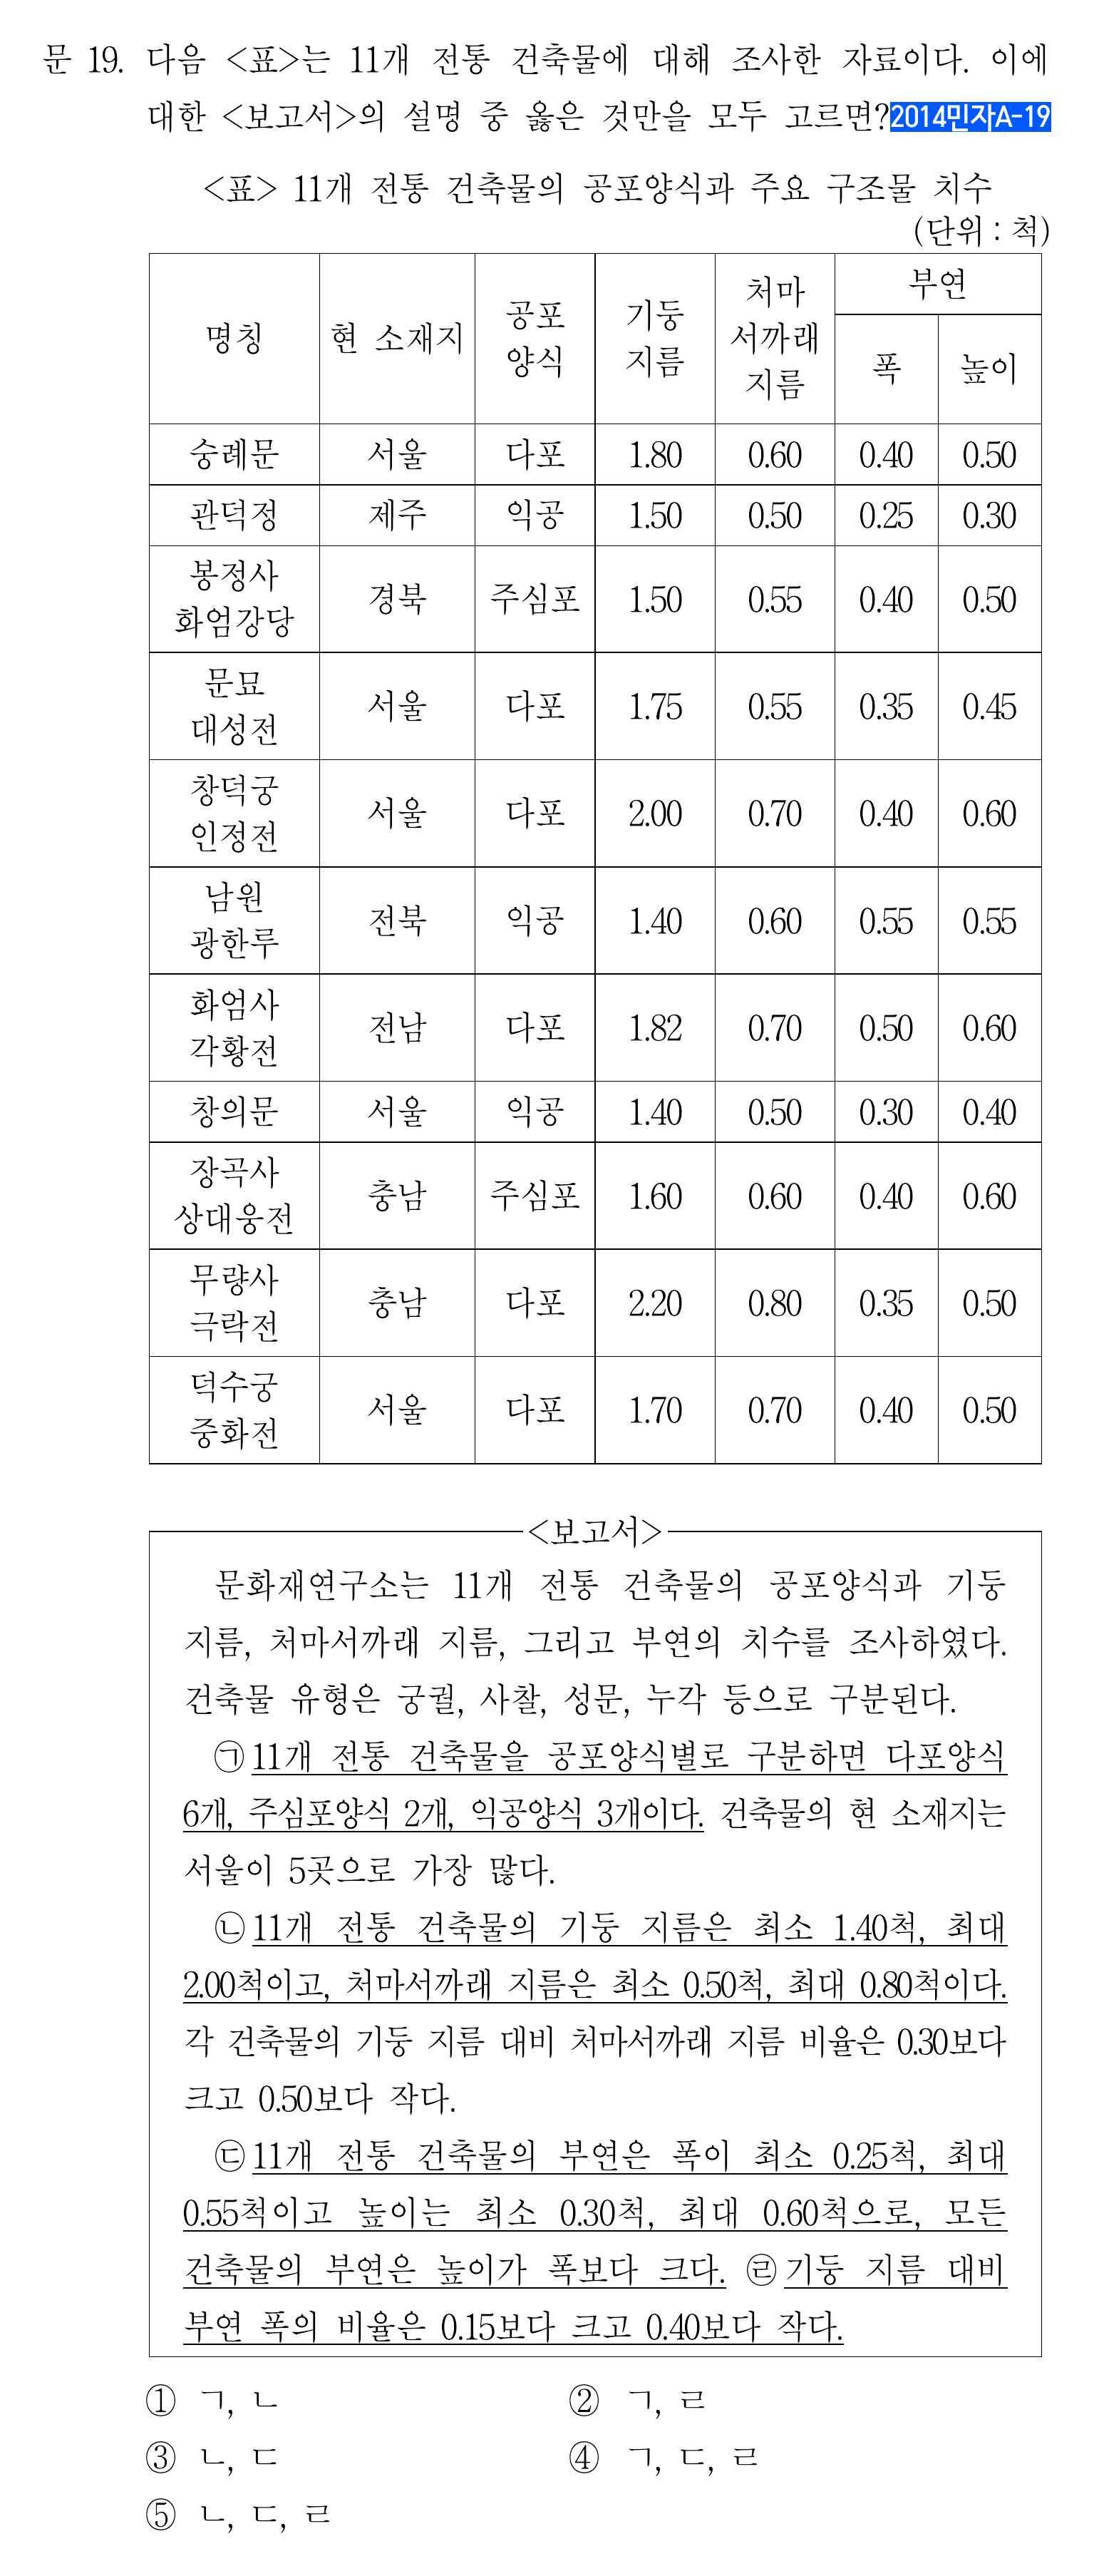 문 19. 다음 <표>는 11개 전통 건축물에 대해 조사한 자료이다. 이에
대한 <보고서>의 설명 중 옳은 것만을 모두 고르면?2014민자A-19
<표> 11개 전통 건축물의 공포양식과 주요 구조물 치수
(단위 : 척)
명칭 현 소재지 공포 양식 기둥 지름 처마 서까래 지름 부연
폭 높이
숭례문 서울 다포 1.80 0.60 0.40 0.50
관덕정 제주 익공 1.50 0.50 0.25 0.30
봉정사 화엄강당 경북 주심포 1.50 0.55 0.40 0.50
문묘 대성전 서울 다포 1.75 0.55 0.35 0.45
창덕궁 인정전 서울 다포 2.00 0.70 0.40 0.60
남원 광한루 전북 익공 1.40 0.60 0.55 0.55
화엄사 각황전 전남 다포 1.82 0.70 0.50 0.60
창의문 서울 익공 1.40 0.50 0.30 0.40
장곡사 상대웅전 충남 주심포 1.60 0.60 0.40 0.60
무량사 극락전 충남 다포 2.20 0.80 0.35 0.50
덕수궁 중화전 서울 다포 1.70 0.70 0.40 0.50
<보고서>
문화재연구소는 11개 전통 건축물의 공포양식과 기둥
지름, 처마서까래 지름, 그리고 부연의 치수를 조사하였다.
건축물 유형은 궁궐, 사찰, 성문, 누각 등으로 구분된다.
㉠11개 전통 건축물을 공포양식별로 구분하면 다포양식
6개, 주심포양식 2개, 익공양식 3개이다. 건축물의 현 소재지는
서울이 5곳으로 가장 많다.
㉡11개 전통 건축물의 기둥 지름은 최소 1.40척, 최대
2.00척이고, 처마서까래 지름은 최소 0.50척, 최대 0.80척이다.
각 건축물의 기둥 지름 대비 처마서까래 지름 비율은 0.30보다
크고 0.50보다 작다.
㉢11개 전통 건축물의 부연은 폭이 최소 0.25척, 최대
0.55척이고 높이는 최소 0.30척, 최대 0.60척으로, 모든
건축물의 부연은 높이가 폭보다 크다. ㉣기둥 지름 대비
부연 폭의 비율은 0.15보다 크고 0.40보다 작다.
① ㄱ, ㄴ ② ㄱ, ㄹ
③ ㄴ, ㄷ ④ ㄱ, ㄷ, ㄹ
⑤ ㄴ, ㄷ, ㄹ